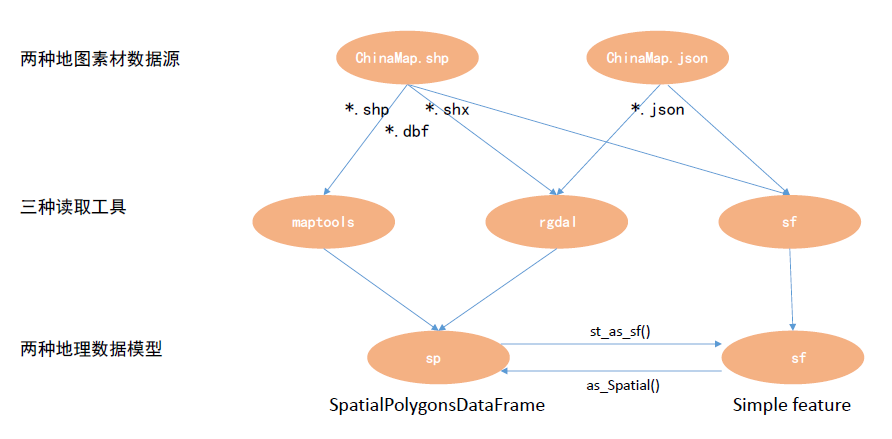 两种地图素材数据源
ChinaMap.shp
ChinaMap.json
*.shp
*.shx
*.json
*.dbf
三种读取工具
maptools
rgdal
sf
两种地理数据模型
sp
st_as_sf()
as_Spatial()
sf
SpatialPolygonsDataFrame
Simple feature